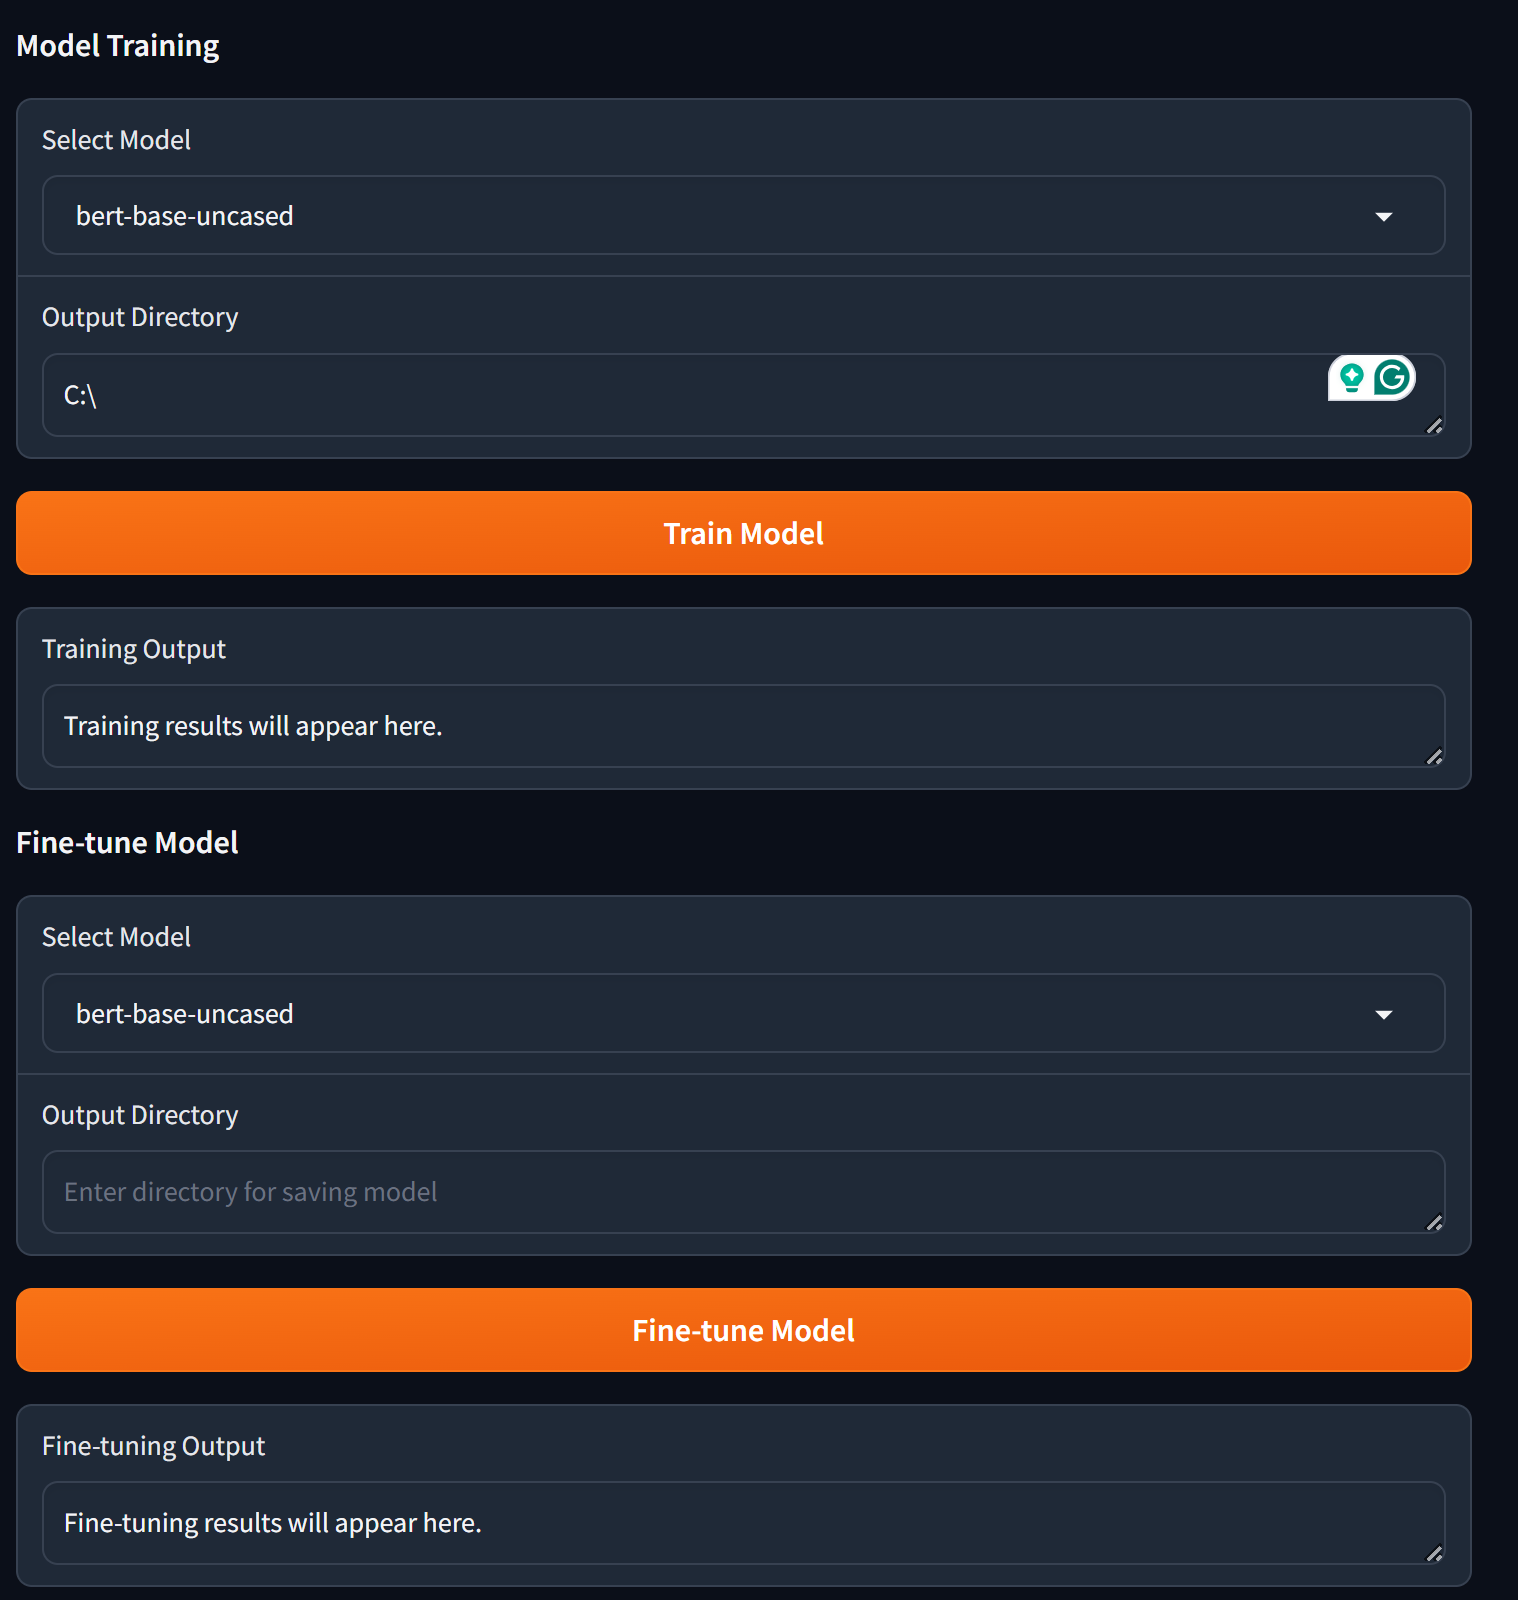 Model Training
Select Model
bert-base-uncased
Output Directory
C:\
Train Model
Training Output
Training results will appear here.
Fine-tune Model
Select Model
bert-base-uncased
Output Directory
Enter directory for saving model
Fine-tune Model
Fine-tuning Output
Fine-tuning results will appear here.